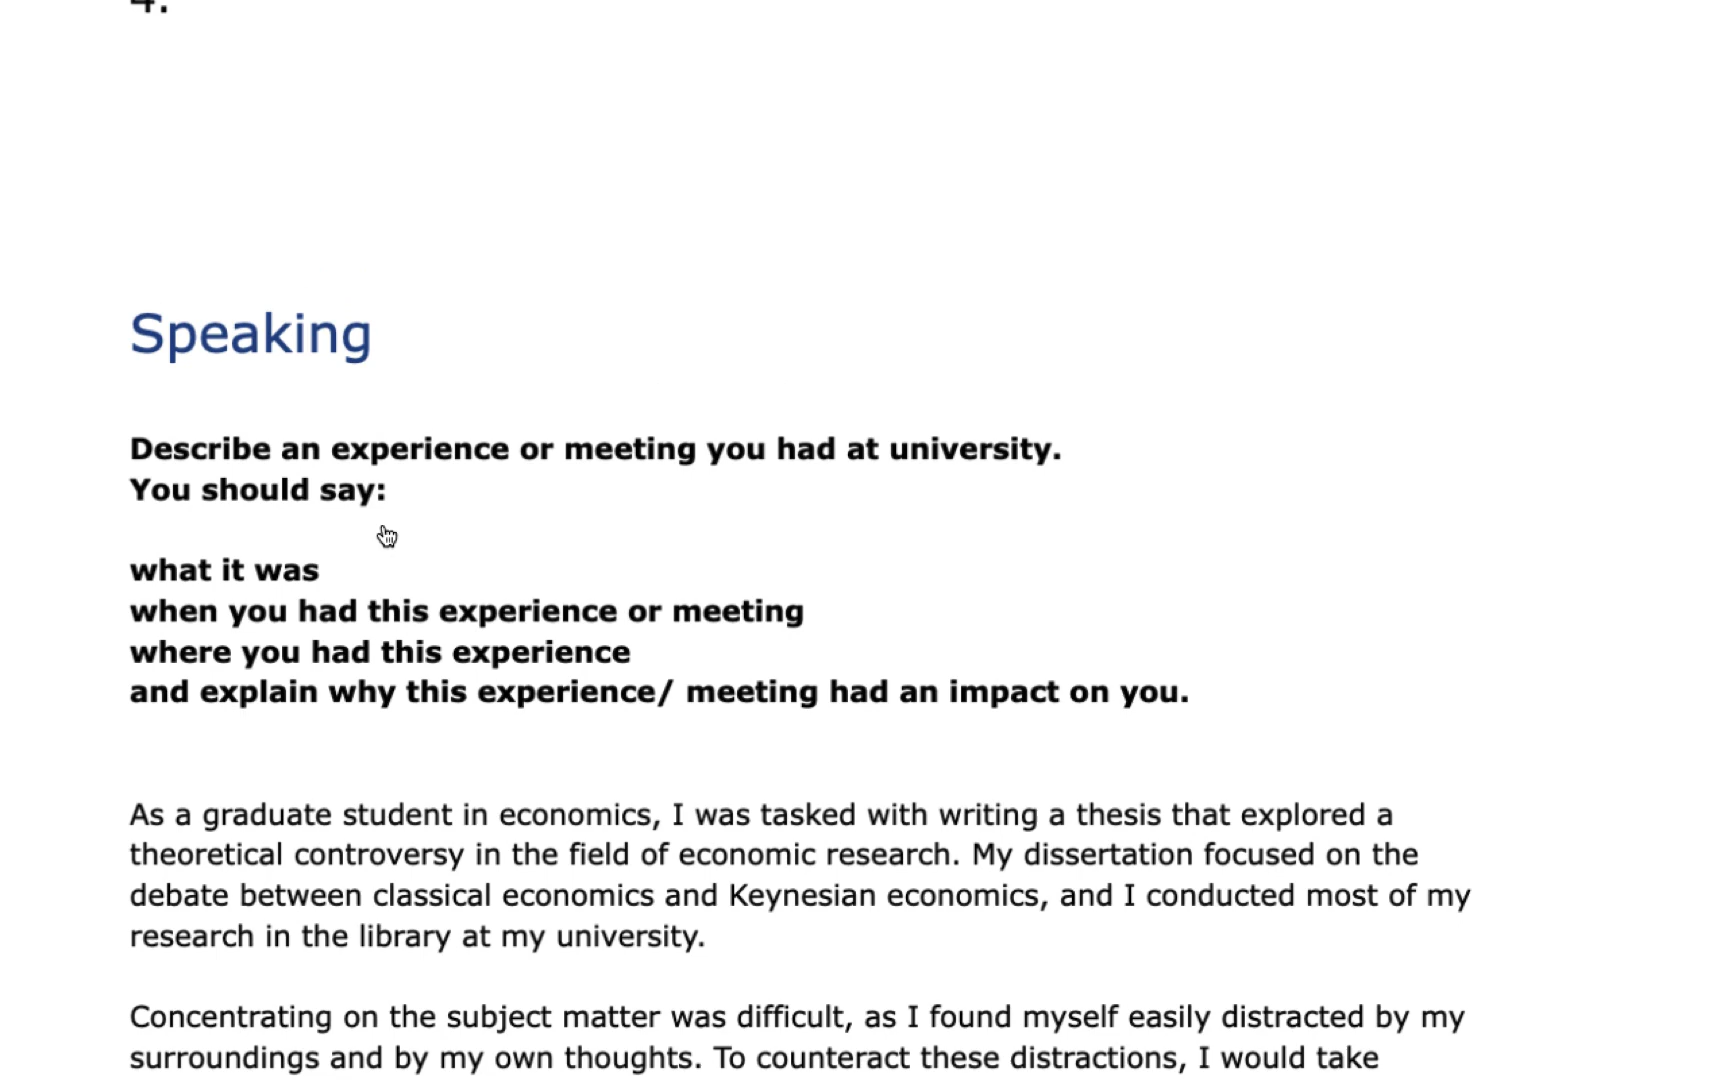 4.
Speaking
Describe an experience or meeting you had at university.
You should say:
what it was
when you had this experience or meeting
where you had this experience
and explain why this experience/ meeting had an impact on you.
As a graduate student in economics, I was tasked with writing a thesis that explored a
theoretical controversy in the field of economic research. My dissertation focused on the
debate between classical economics and Keynesian economics, and I conducted most of my
research in the library at my university.
Concentrating on the subject matter was difficult, as I found myself easily distracted by my
surroundings and by my own thoughts. To counteract these distractions, I would take